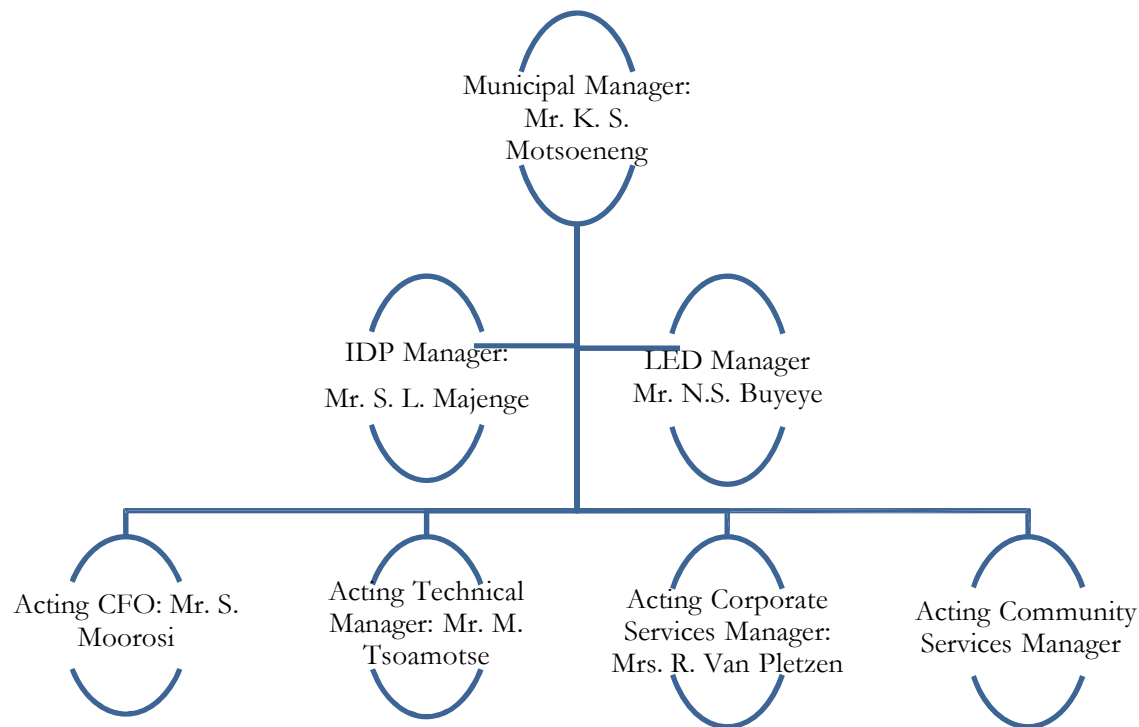 Municipal Manager:
Mr. K. S.
Motsoeneng
IDP Manager:
Mr. S. L. Majenge
LED Manager
Mr. N.S. Buyeye
Acting CFO: Mr. S.
Moorosi
Acting Technical
Manager: Mr. M.
Tsoamotse
Acting Corporate
Services Manager:
Mrs. R. Van Pletzen
Acting Community
Services Manager